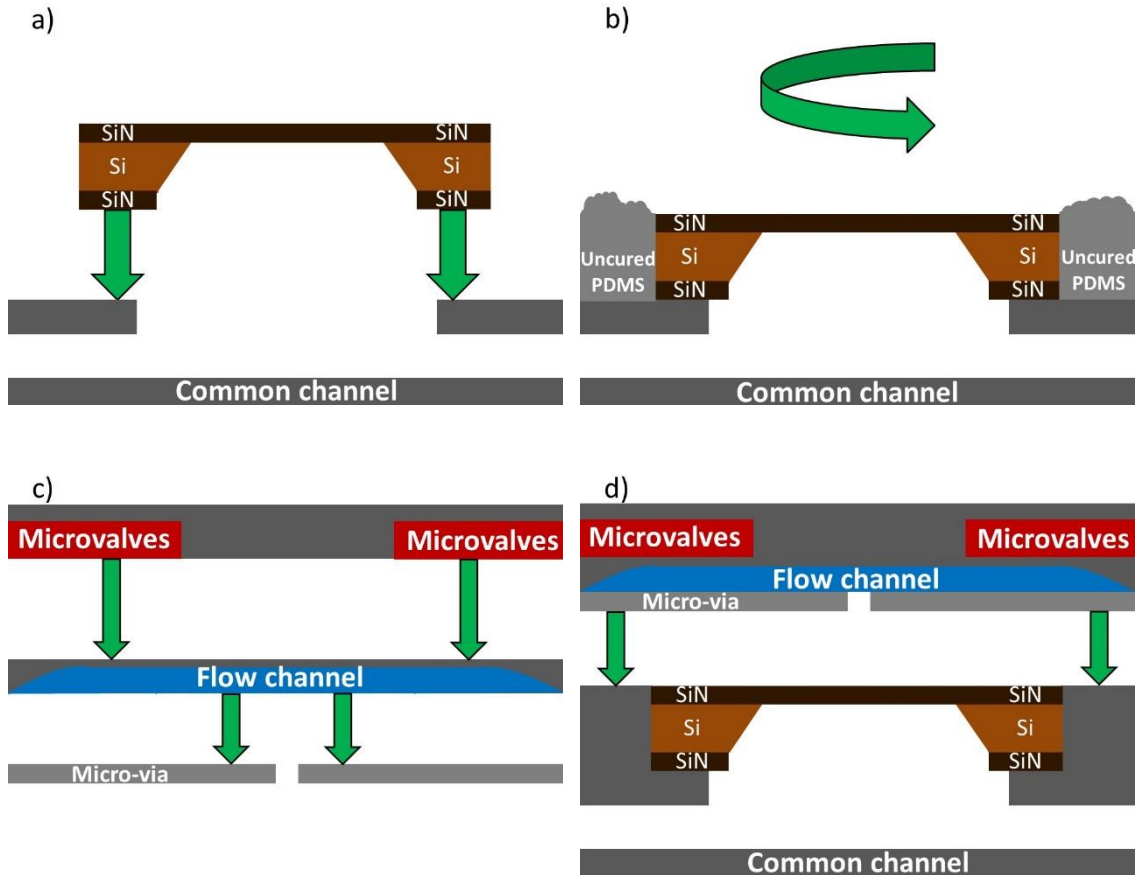 a)
SiN SiN
Si
SiN SiN
Common channel
b)
SiN SiN
Uncured
PDMS
Si Si
Uncured
PDMS
SiN SiN
Common channel
c)
Microvalves Microvalves
Flow channel
Micro-via
d)
Microvalves Microvalves
Flow channel
Micro-via
SiN SiN
Si Si
SiN SiN
Common channel